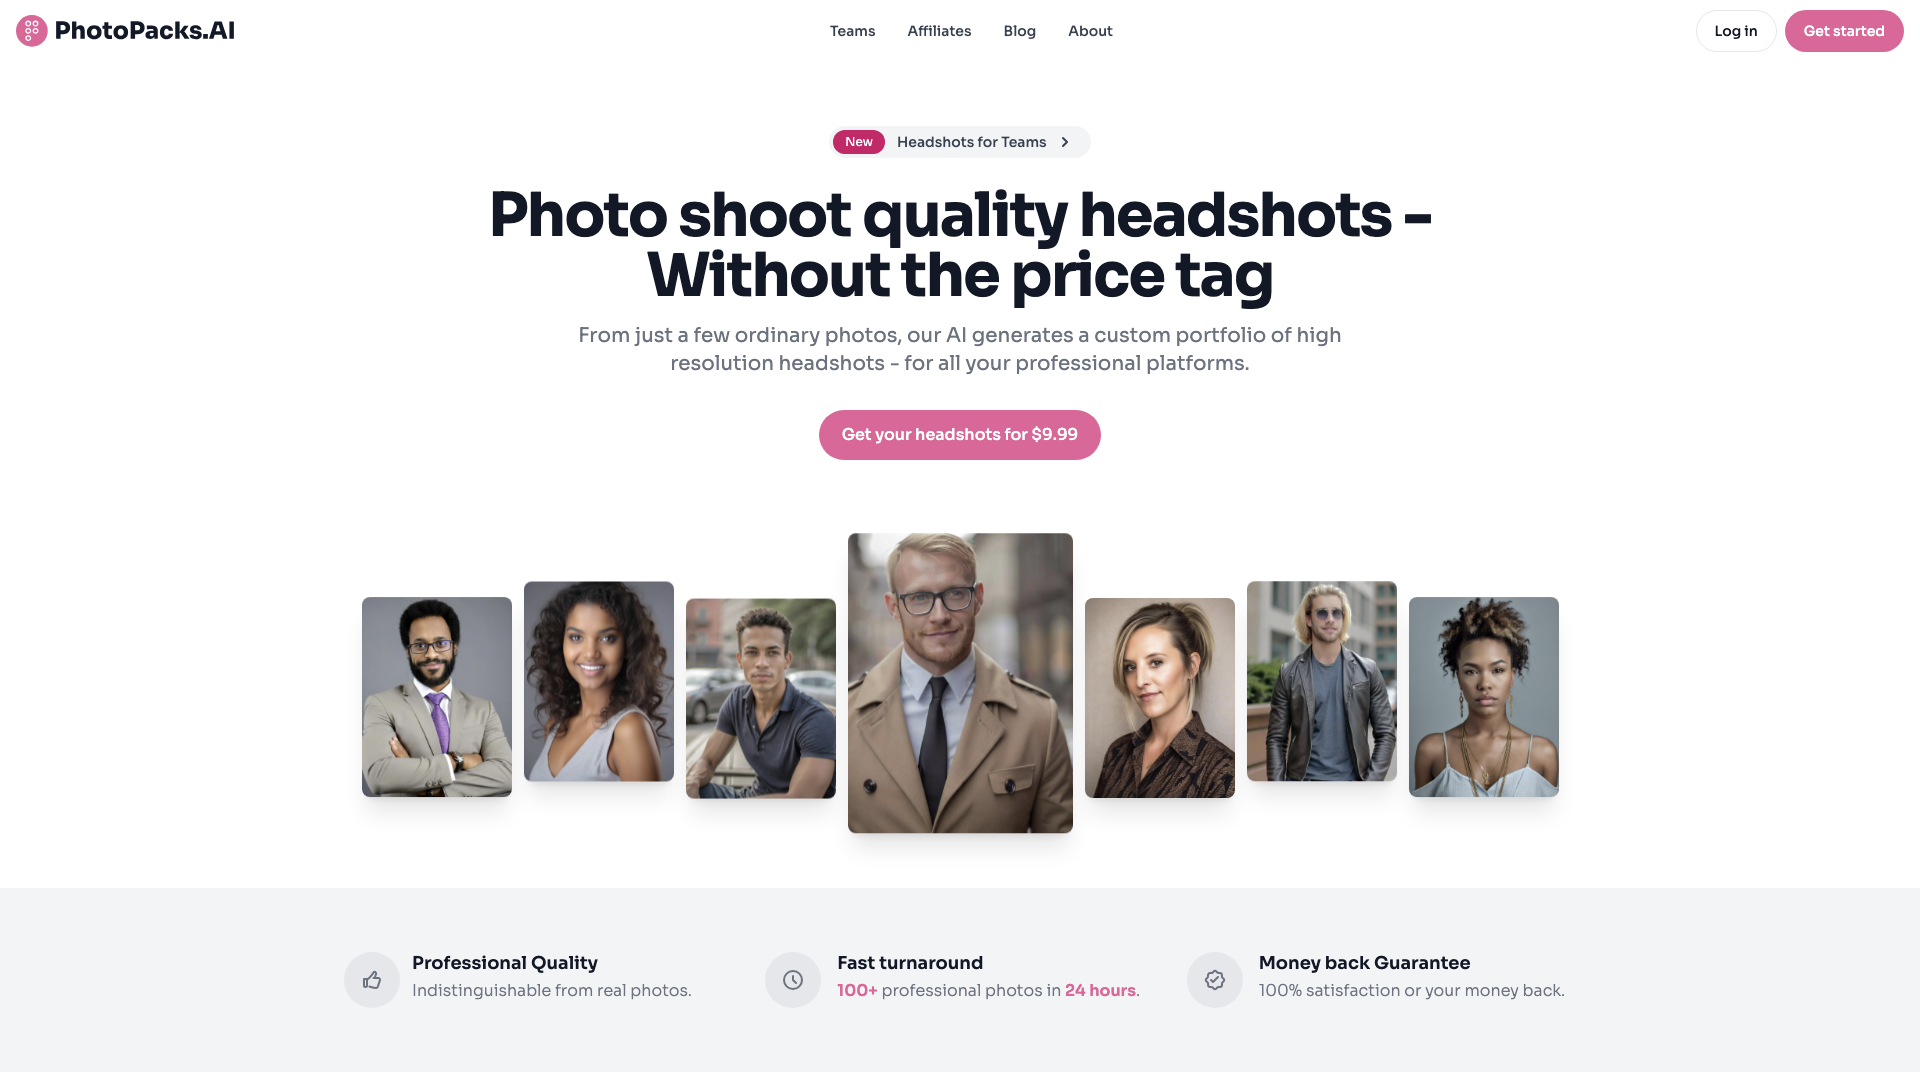 PhotoPacks.AI
Teams
Affiliates
Blog
About
Log in
Get started
New
Headshots for Teams
Photo shoot quality headshots -
Without the price tag
From just a few ordinary photos, our AI generates a custom portfolio of high
resolution headshots - for all your professional platforms.
Get your headshots for $9.99
Professional Quality
Indistinguishable from real photos.
Fast turnaround
100+ professional photos in 24 hours.
Money back Guarantee
100% satisfaction or your money back.